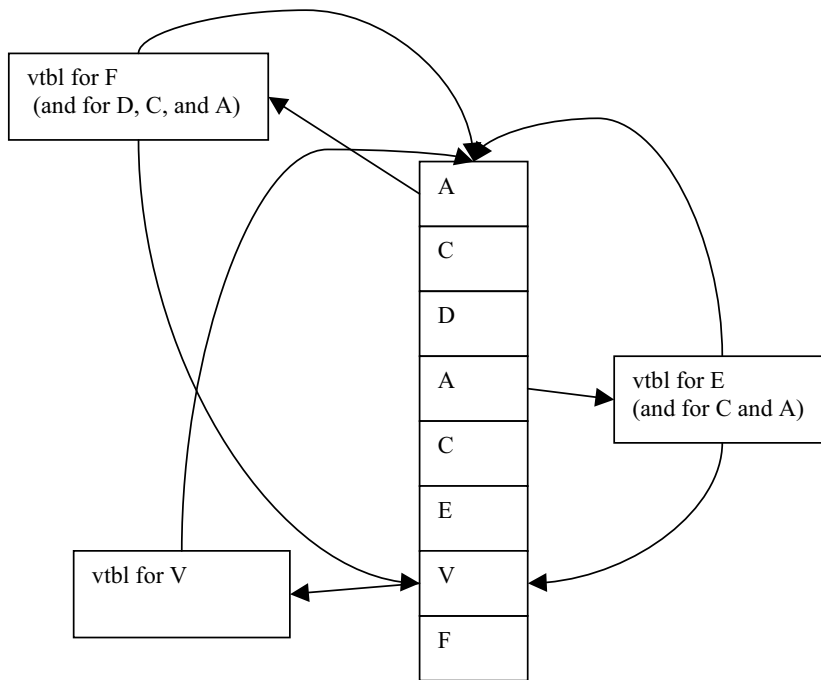 vtbl for F
(and for D, C, and A)
A
C
D
A
C
E
V
F
vtbl for E
(and for C and A)
vtbl for V